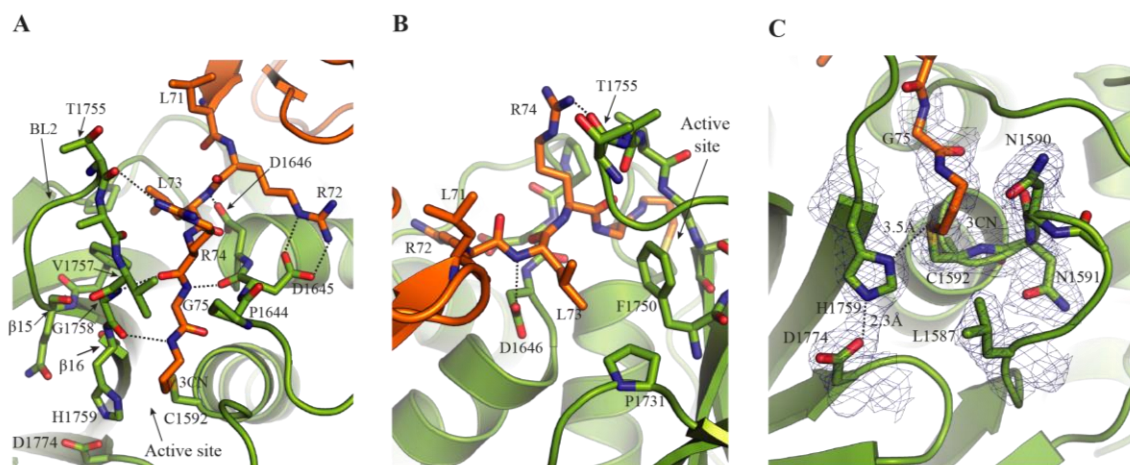 A
T1755
L71
BL2
D1646
L73
R72
R74
V1757
D1645
G75
P1644
β15
G1758
β16
3CN
H1759
C1592
D1774
Active site
B
R74
T1755
Active
site
L71
R72
F1750
L73
D1646
P1731
C
G75
N1590
3.5Å
3CN
C1592
N1591
H1759
D1774
2.3Å
L1587